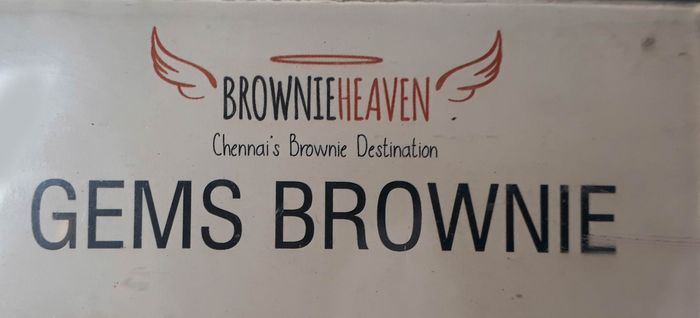 BROWNIEHEAVEN
Chennai's Brownie Destination
GEMS BROWNIE